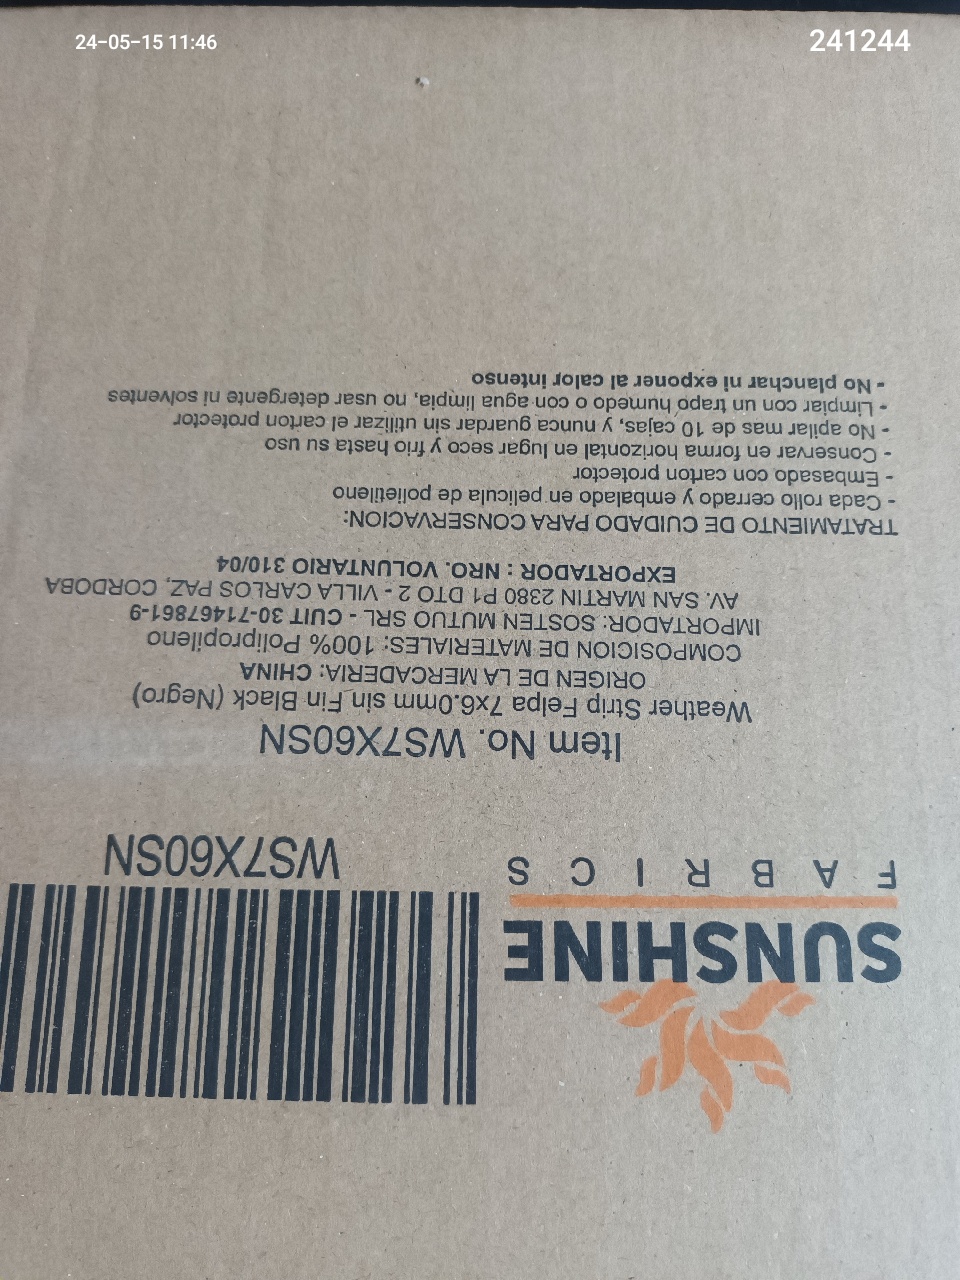 24-05-15 11:46
241244
SUNSHINE
FABRICS
WS7X60SN
Item No. WS7X60SN
Weather Strip Felpa 7x6.0mm sin Fin Black (Negro)
ORIGEN DE LA MERCADERIA: CHINA
COMPOSICION DE MATERIALES: 100% Polipropileno
IMPORTADOR: SOSTEN MUTUO SRL - CUIT 30-71467861-9
AV. SAN MARTIN 2380 P1 DTO 2 - VILLA CARLOS PAZ, CORDOBA
EXPORTADOR : NRO. VOLUNTARIO 310/04
TRATAMIENTO DE CUIDADO PARA CONSERVACION:
- Cada rollo cerrado y embalado en pelicula de polietileno
- Embasado con carton protector
- Conservar en forma horizontal en lugar seco y frio hasta su uso
- No apilar mas de 10 cajas, y nunca guardar sin utilizar el carton protector
- Limpiar con un trapo humedo o con agua limpia, no usar detergente ni solventes
- No planchar ni exponer al calor intenso